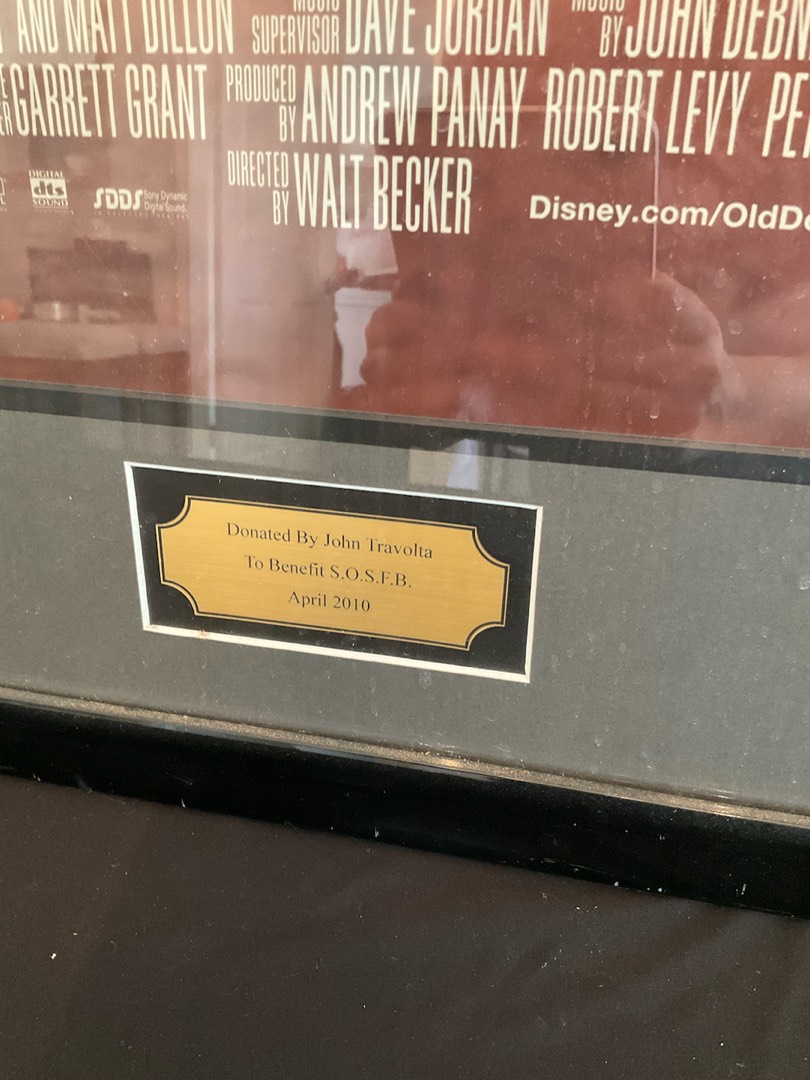 AND MATT DILLON
MUSIC SUPERVISOR DAVE JORDAN
MUSIC BY JOHN
GARRETT GRANT
PRODUCED BY ANDREW PANAY ROBERT LEVY
DIGITAL
dts
SOUND
SDDS Sony Dynamic
Digital Sound
DIRECTED BY WALT BECKER
Disney.com/OldDo
Donated By John Travolta
To Benefit S.O.S.F.B.
April 2010